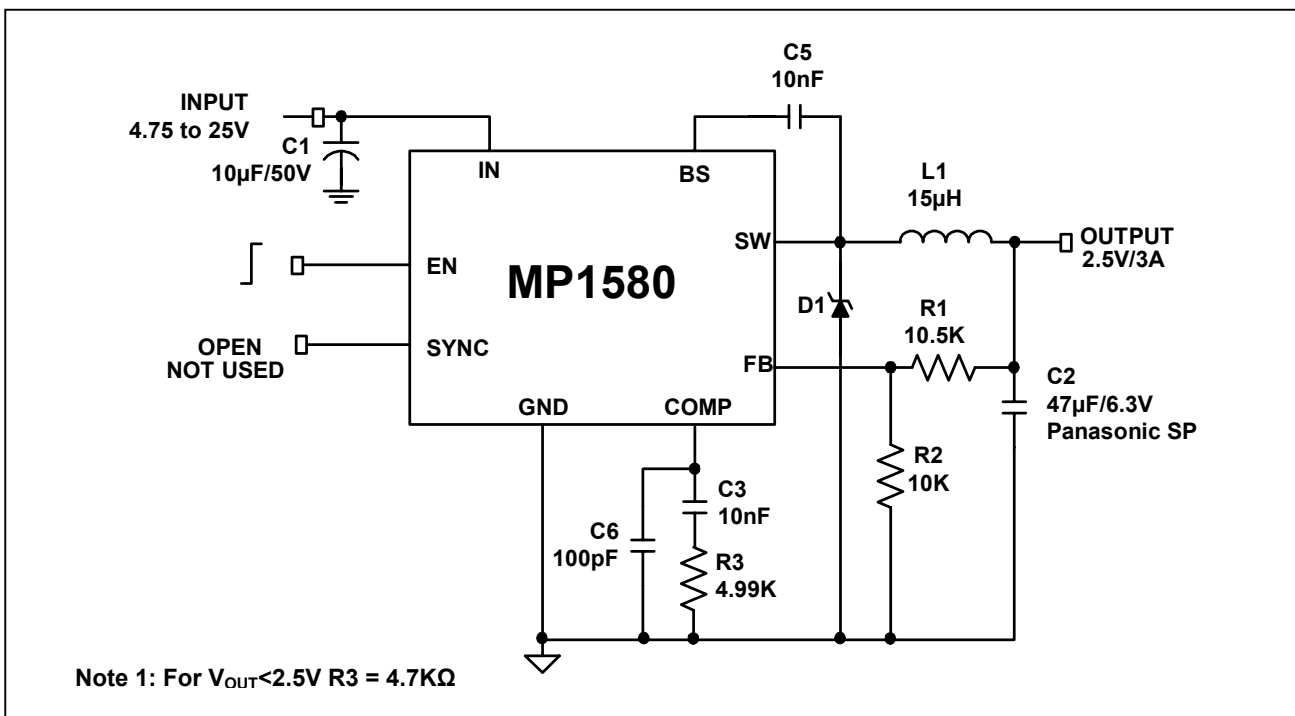 C5
10nF
INPUT
4.75 to 25V
C1
10µF/50V
IN
BS
L1
15µH
SW
OUTPUT
2.5V/3A
EN
MP1580
D1
R1
10.5K
OPEN
NOT USED
SYNC
FB
C2
47µF/6.3V
Panasonic SP
GND
COMP
R2
10K
C3
10nF
C6
100pF
R3
4.99K
Note 1: For VOUT<2.5V R3 = 4.7KΩ